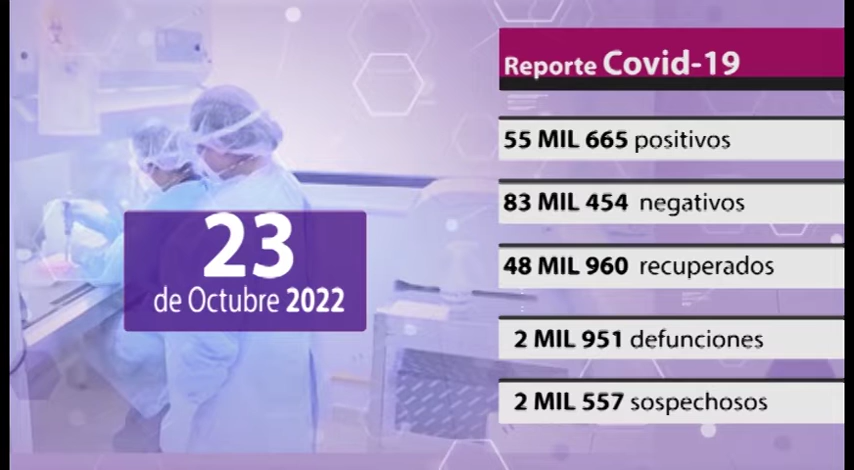 Reporte Covid-19
55 MIL 665 positivos
83 MIL 454 negativos
48 MIL 960 recuperados
2 MIL 951 defunciones
2 MIL 557 sospechosos
23
de Octubre 2022